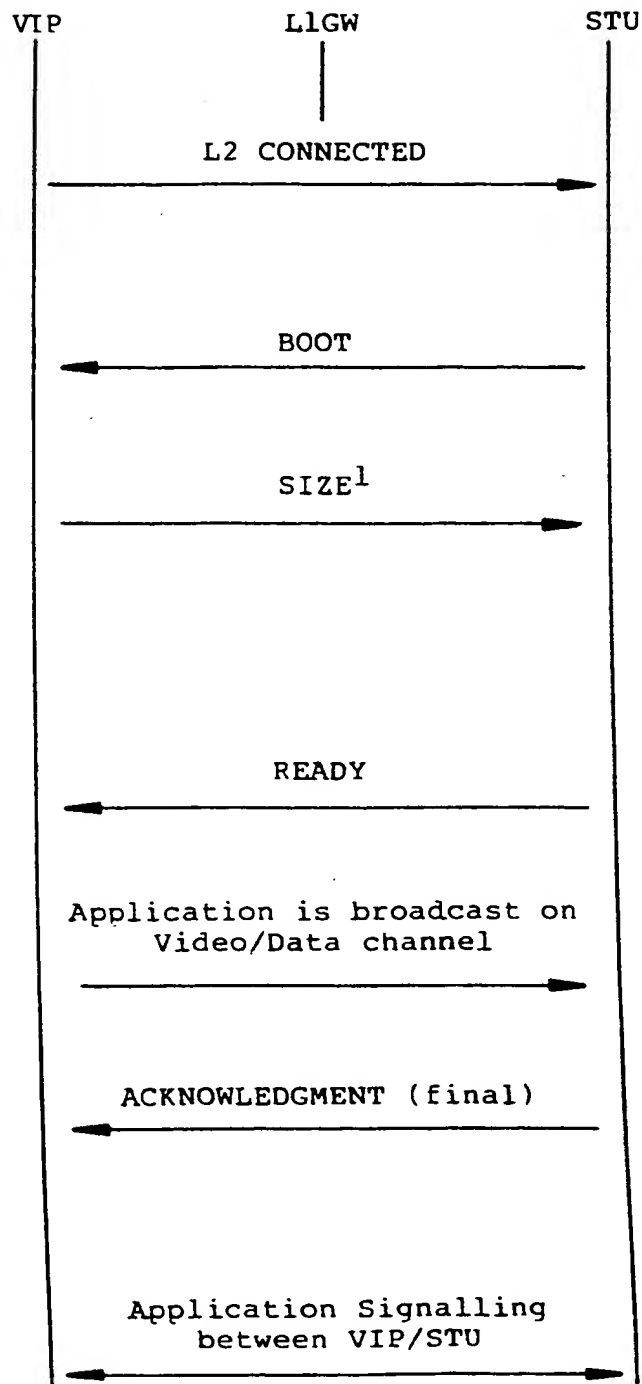 VIP L1GW STU
L2 CONNECTED
BOOT
SIZE1
READY
Application is broadcast on
Video/Data channel
ACKNOWLEDGMENT (final)
Application Signalling
between VIP/STU